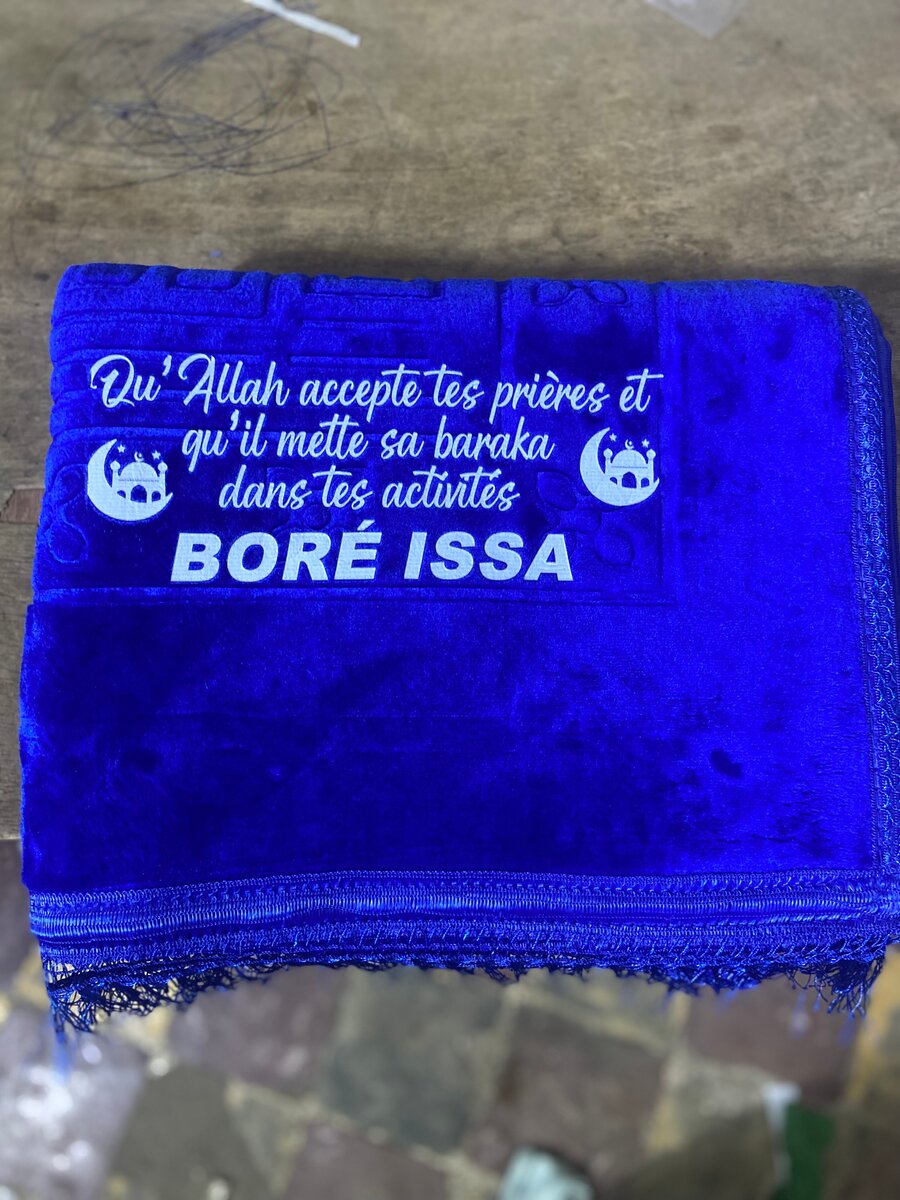 Qu'Allah accepte tes prières et
qu'il mette sa baraka
dans tes activités
BORÉ ISSA